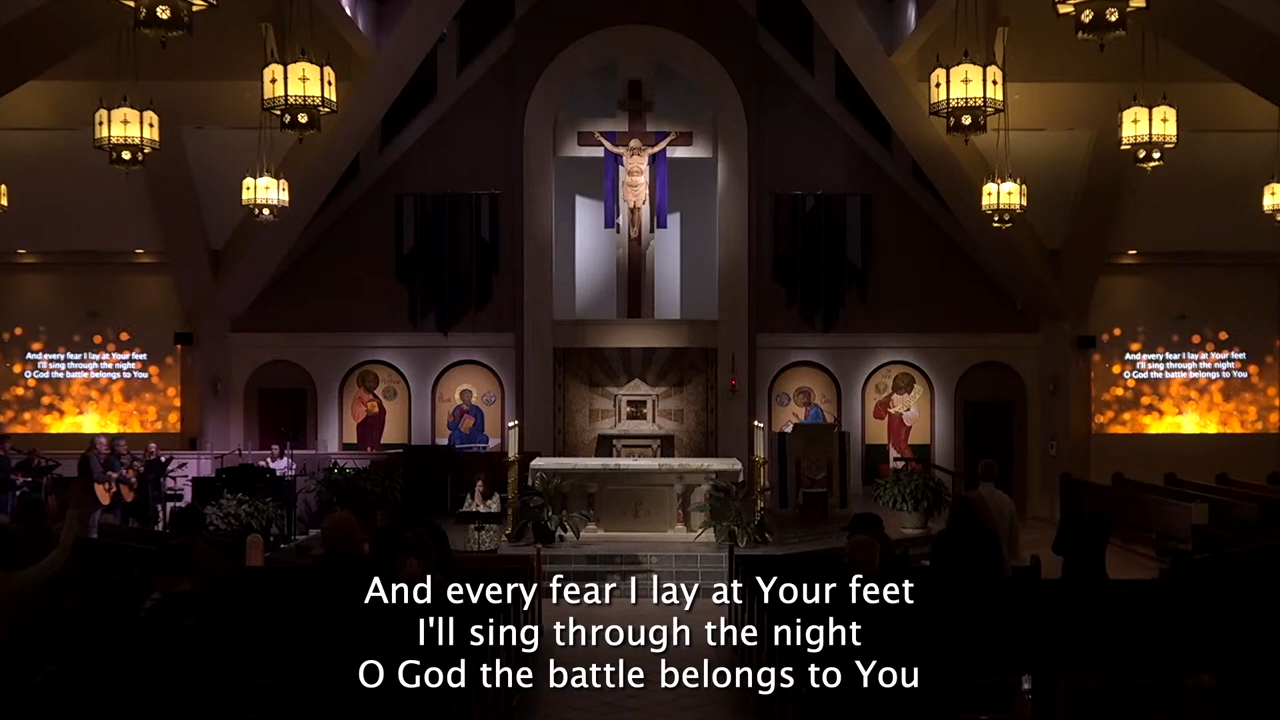 And every fear I lay at Your feet
I'll sing through the night
O God the battle belongs to You
And every fear I lay at Your feet
I'll sing through the night
O God the battle belongs to You
And every fear I lay at Your feet
I'll sing through the night
O God the battle belongs to You